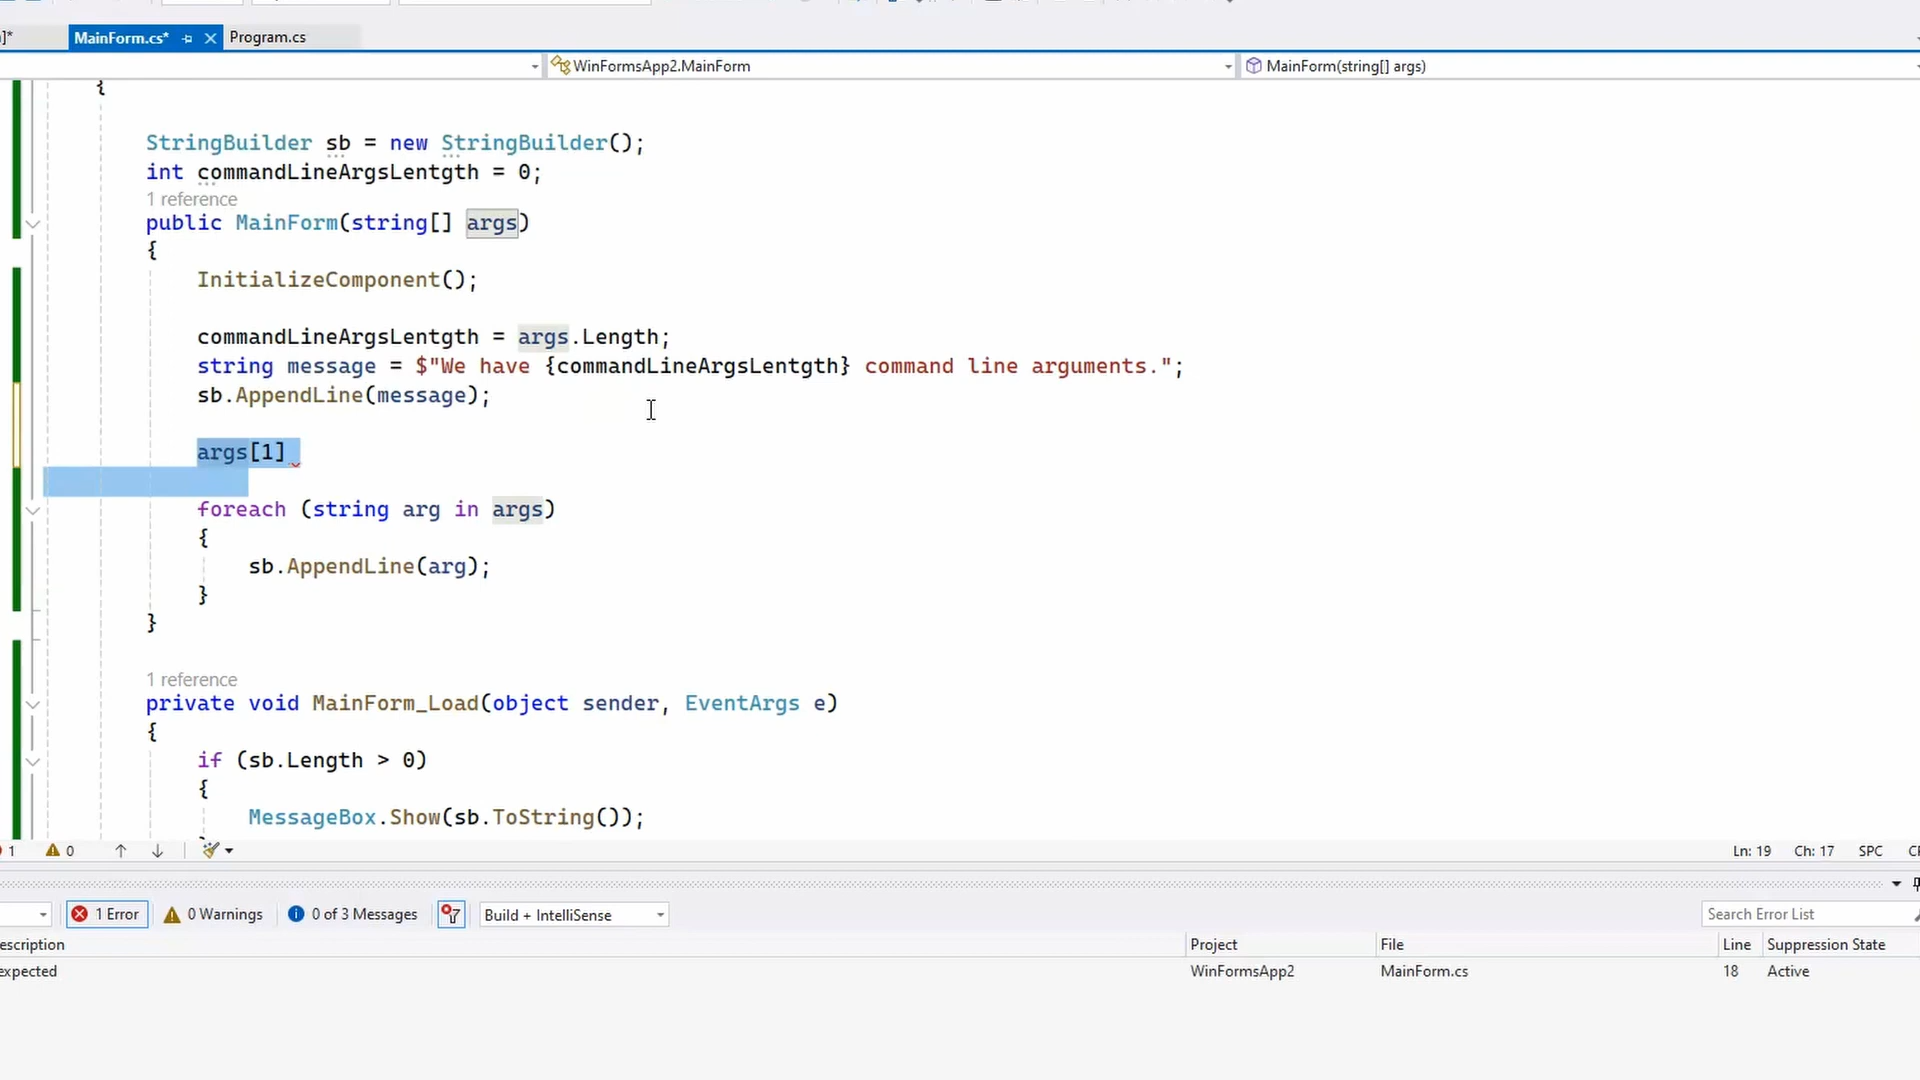 ]*
MainForm.cs*
Program.cs
WinFormsApp2.MainForm
MainForm(string[] args)
{
StringBuilder sb = new StringBuilder();
int commandLineArgsLentgth = 0;
1 reference
public MainForm(string[] args)
{
InitializeComponent();
commandLineArgsLentgth = args.Length;
string message = $"We have {commandLineArgsLentgth} command line arguments.";
sb.AppendLine(message);
args[1]
foreach (string arg in args)
{
sb.AppendLine(arg);
}
}
1 reference
private void MainForm_Load(object sender, EventArgs e)
{
if (sb.Length > 0)
{
MessageBox.Show(sb.ToString());
1
0
Ln: 19
Ch: 17
SPC
1 Error
0 Warnings
0 of 3 Messages
Build + IntelliSense
Search Error List
escription
Project
File
Line
Suppression State
expected
WinFormsApp2
MainForm.cs
18
Active